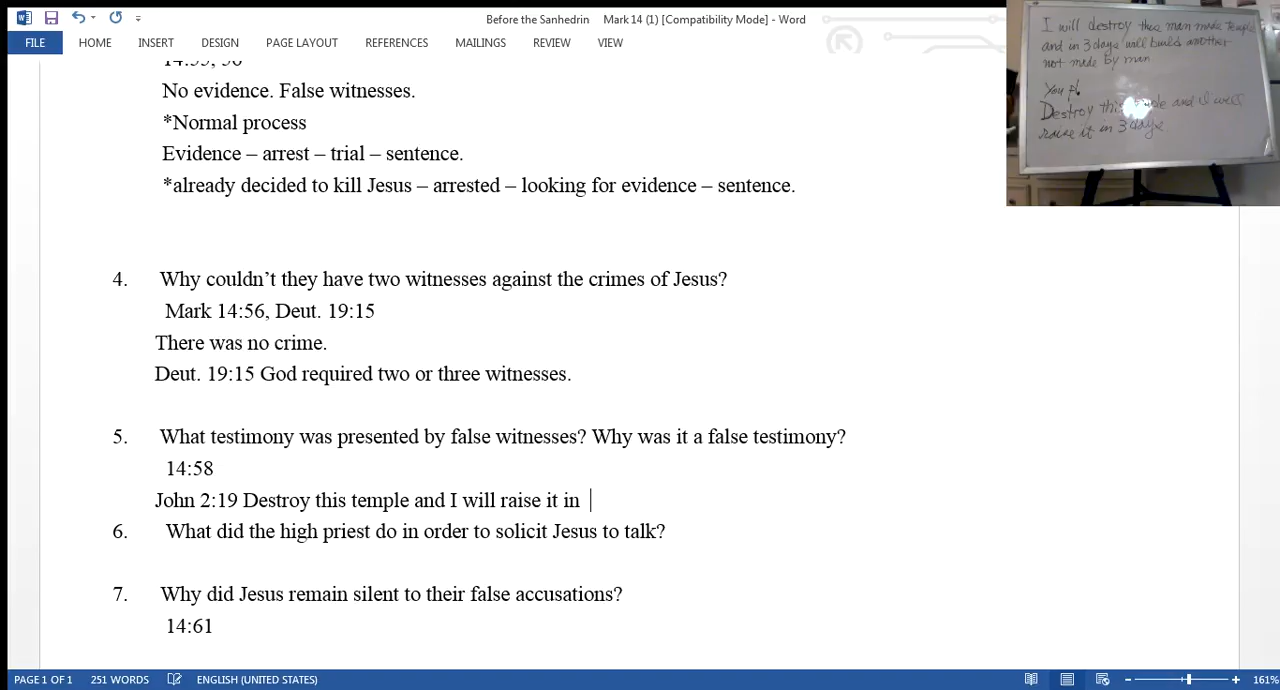 Before the Sanhedrin Mark 14 (1) [Compatibility Mode] - Word
FILE HOME INSERT DESIGN PAGE LAYOUT REFERENCES MAILINGS REVIEW VIEW
No evidence. False witnesses.
*Normal process
Evidence – arrest – trial – sentence.
*already decided to kill Jesus – arrested – looking for evidence – sentence.
4. Why couldn’t they have two witnesses against the crimes of Jesus?
Mark 14:56, Deut. 19:15
There was no crime.
Deut. 19:15 God required two or three witnesses.
5. What testimony was presented by false witnesses? Why was it a false testimony?
14:58
John 2:19 Destroy this temple and I will raise it in
6. What did the high priest do in order to solicit Jesus to talk?
7. Why did Jesus remain silent to their false accusations?
14:61
PAGE 1 OF 1 251 WORDS ENGLISH (UNITED STATES) 161%
I will destroy this man made temple
and in 3 days will build another
not made by man
You
Destroy this and I will
raise it in 3 days